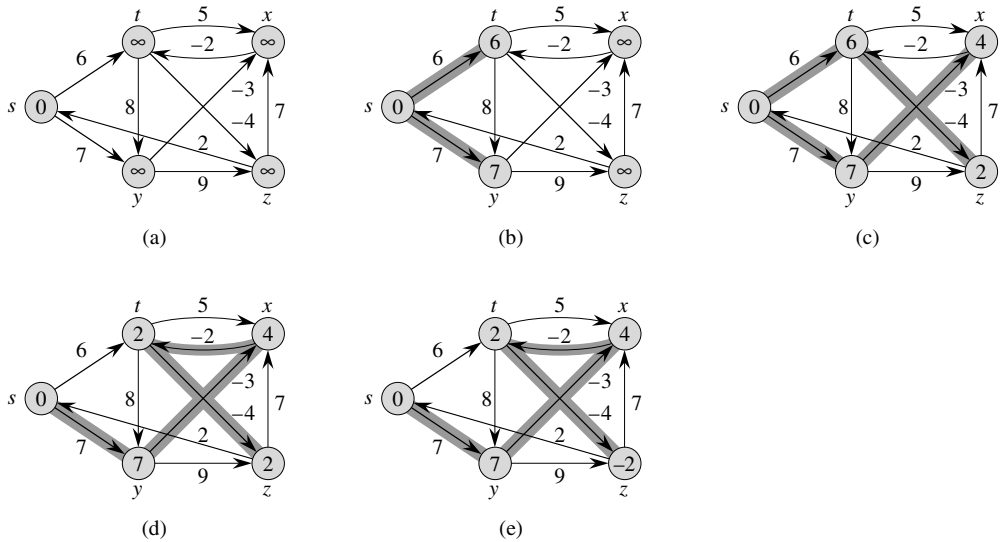 t 5 x
∞ –2 ∞
6
8 –3
s 0
–4 7
7 2
∞ ∞
9
y z
(a)
t 5 x
6 –2 ∞
6
8 –3
s 0
–4 7
7 2
7 ∞
9
y z
(b)
t 5 x
6 –2 4
6
8 –3
s 0
–4 7
7 2
7 2
9
y z
(c)
t 5 x
2 –2 4
6
–3
s 0 8
–4 7
7 2
7 2
9
y z
(d)
t 5 x
2 –2 4
6
–3
s 0 8
–4 7
7 2
7 –2
9
y z
(e)